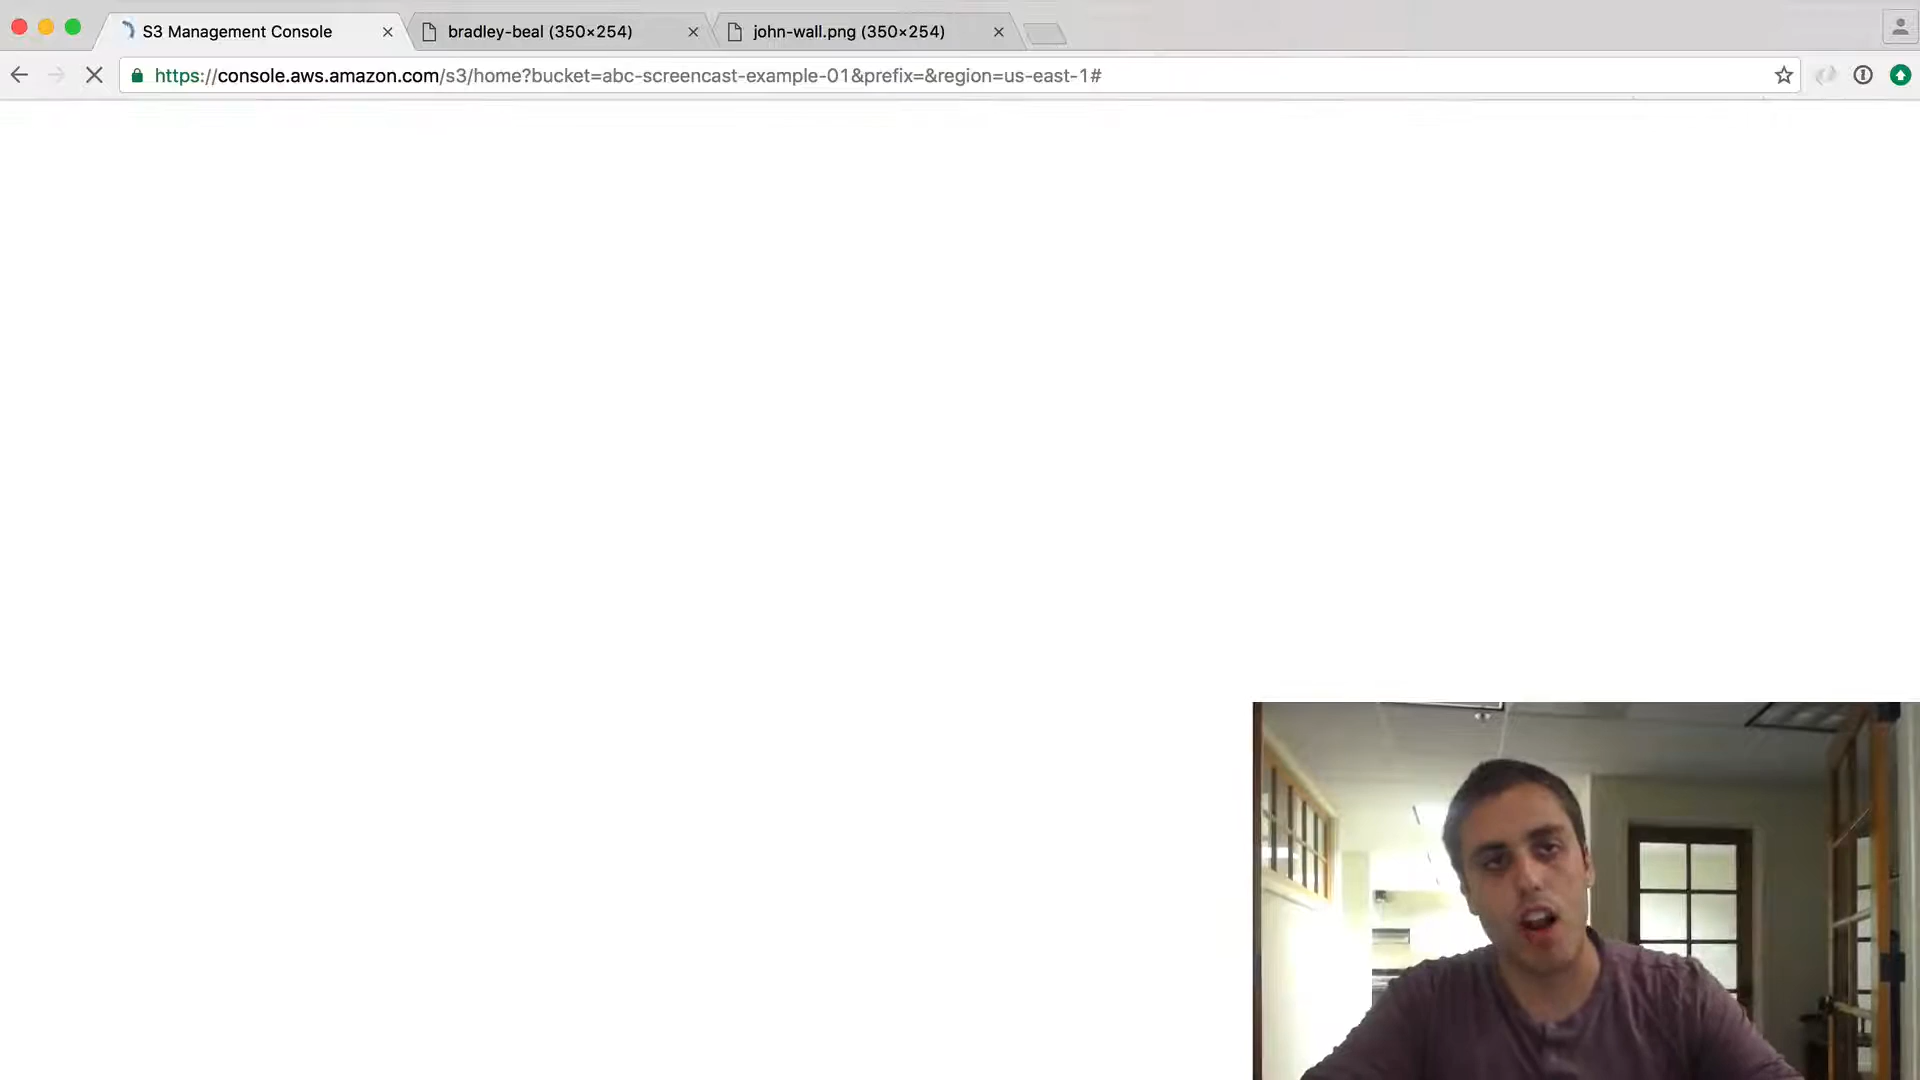 S3 Management Console
bradley-beal (350×254)
john-wall.png (350×254)
https://console.aws.amazon.com/s3/home?bucket=abc-screencast-example-01&prefix=&region=us-east-1#